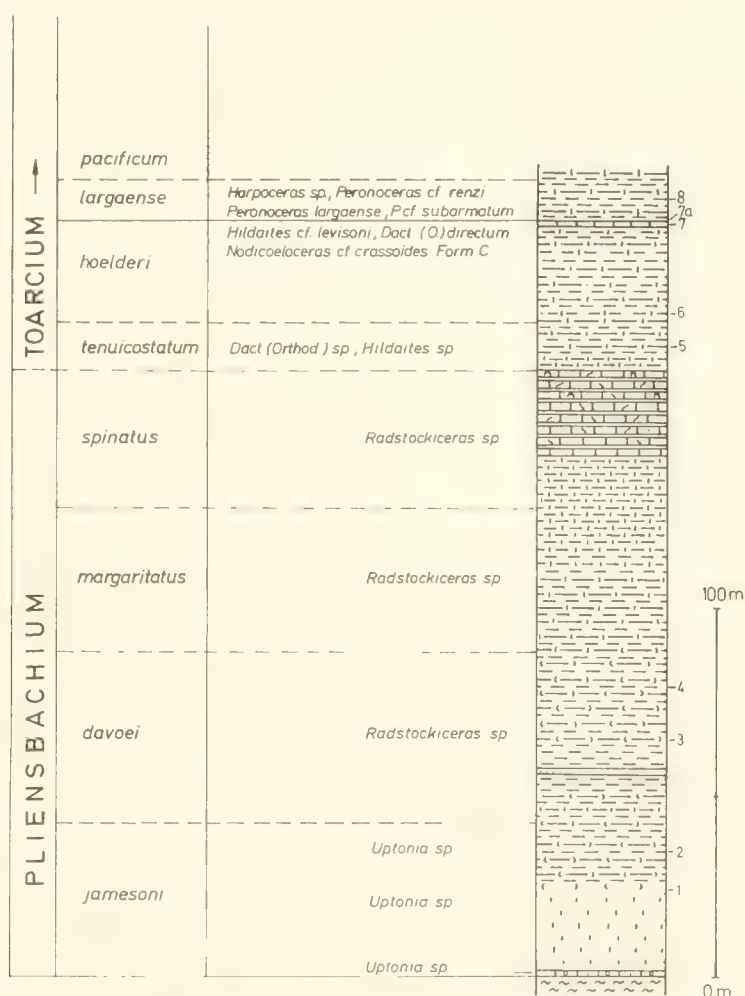 TOARCIUM
PLIENSBACHIUM
pacificum
largaense
Harpoceras sp., Peronoceras cf renzi
Peronoceras largaense, P.cf subarmatum
hoelderi
Hildaites cf. levisoni, Dact (O.) directum
Nodicoeloceras cf crassoides Form C
tenuicostatum
Dact (Orthod) sp, Hildaites sp
spinatus
Radstockiceras sp
margaritatus
Radstockiceras sp
davoei
Radstockiceras sp
jamesoni
Uptonia sp
Uptonia sp
Uptonia sp
8
7a
7
6
5
4
3
2
1
100m
0m